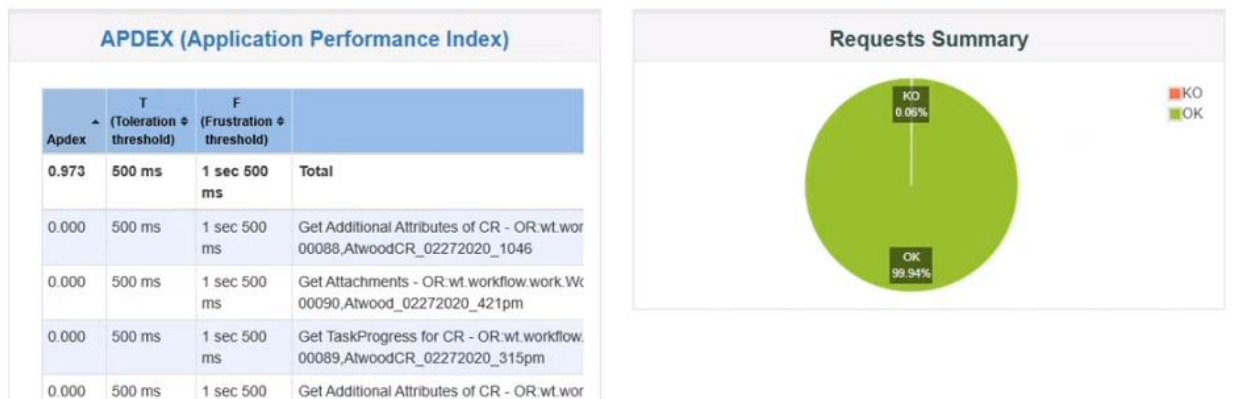 APDEX (Application Performance Index)
Apdex
T
(Toleration
threshold)
F
(Frustration
threshold)
0.973 500 ms 1 sec 500 Total
ms
0.000 500 ms 1 sec 500 Get Additional Attributes of CR - OR:wt.wor
ms 00088,AtwoodCR_02272020_1046
0.000 500 ms 1 sec 500 Get Attachments - OR:wt.workflow.work.Wo
ms 00090,Atwood_02272020_421pm
0.000 500 ms 1 sec 500 Get TaskProgress for CR - OR:wt.workflow.
ms 00089,AtwoodCR_02272020_315pm
0.000 500 ms 1 sec 500 Get Additional Attributes of CR - OR:wt.wor
Requests Summary
KO
0.06%
OK
99.94%
KO
OK